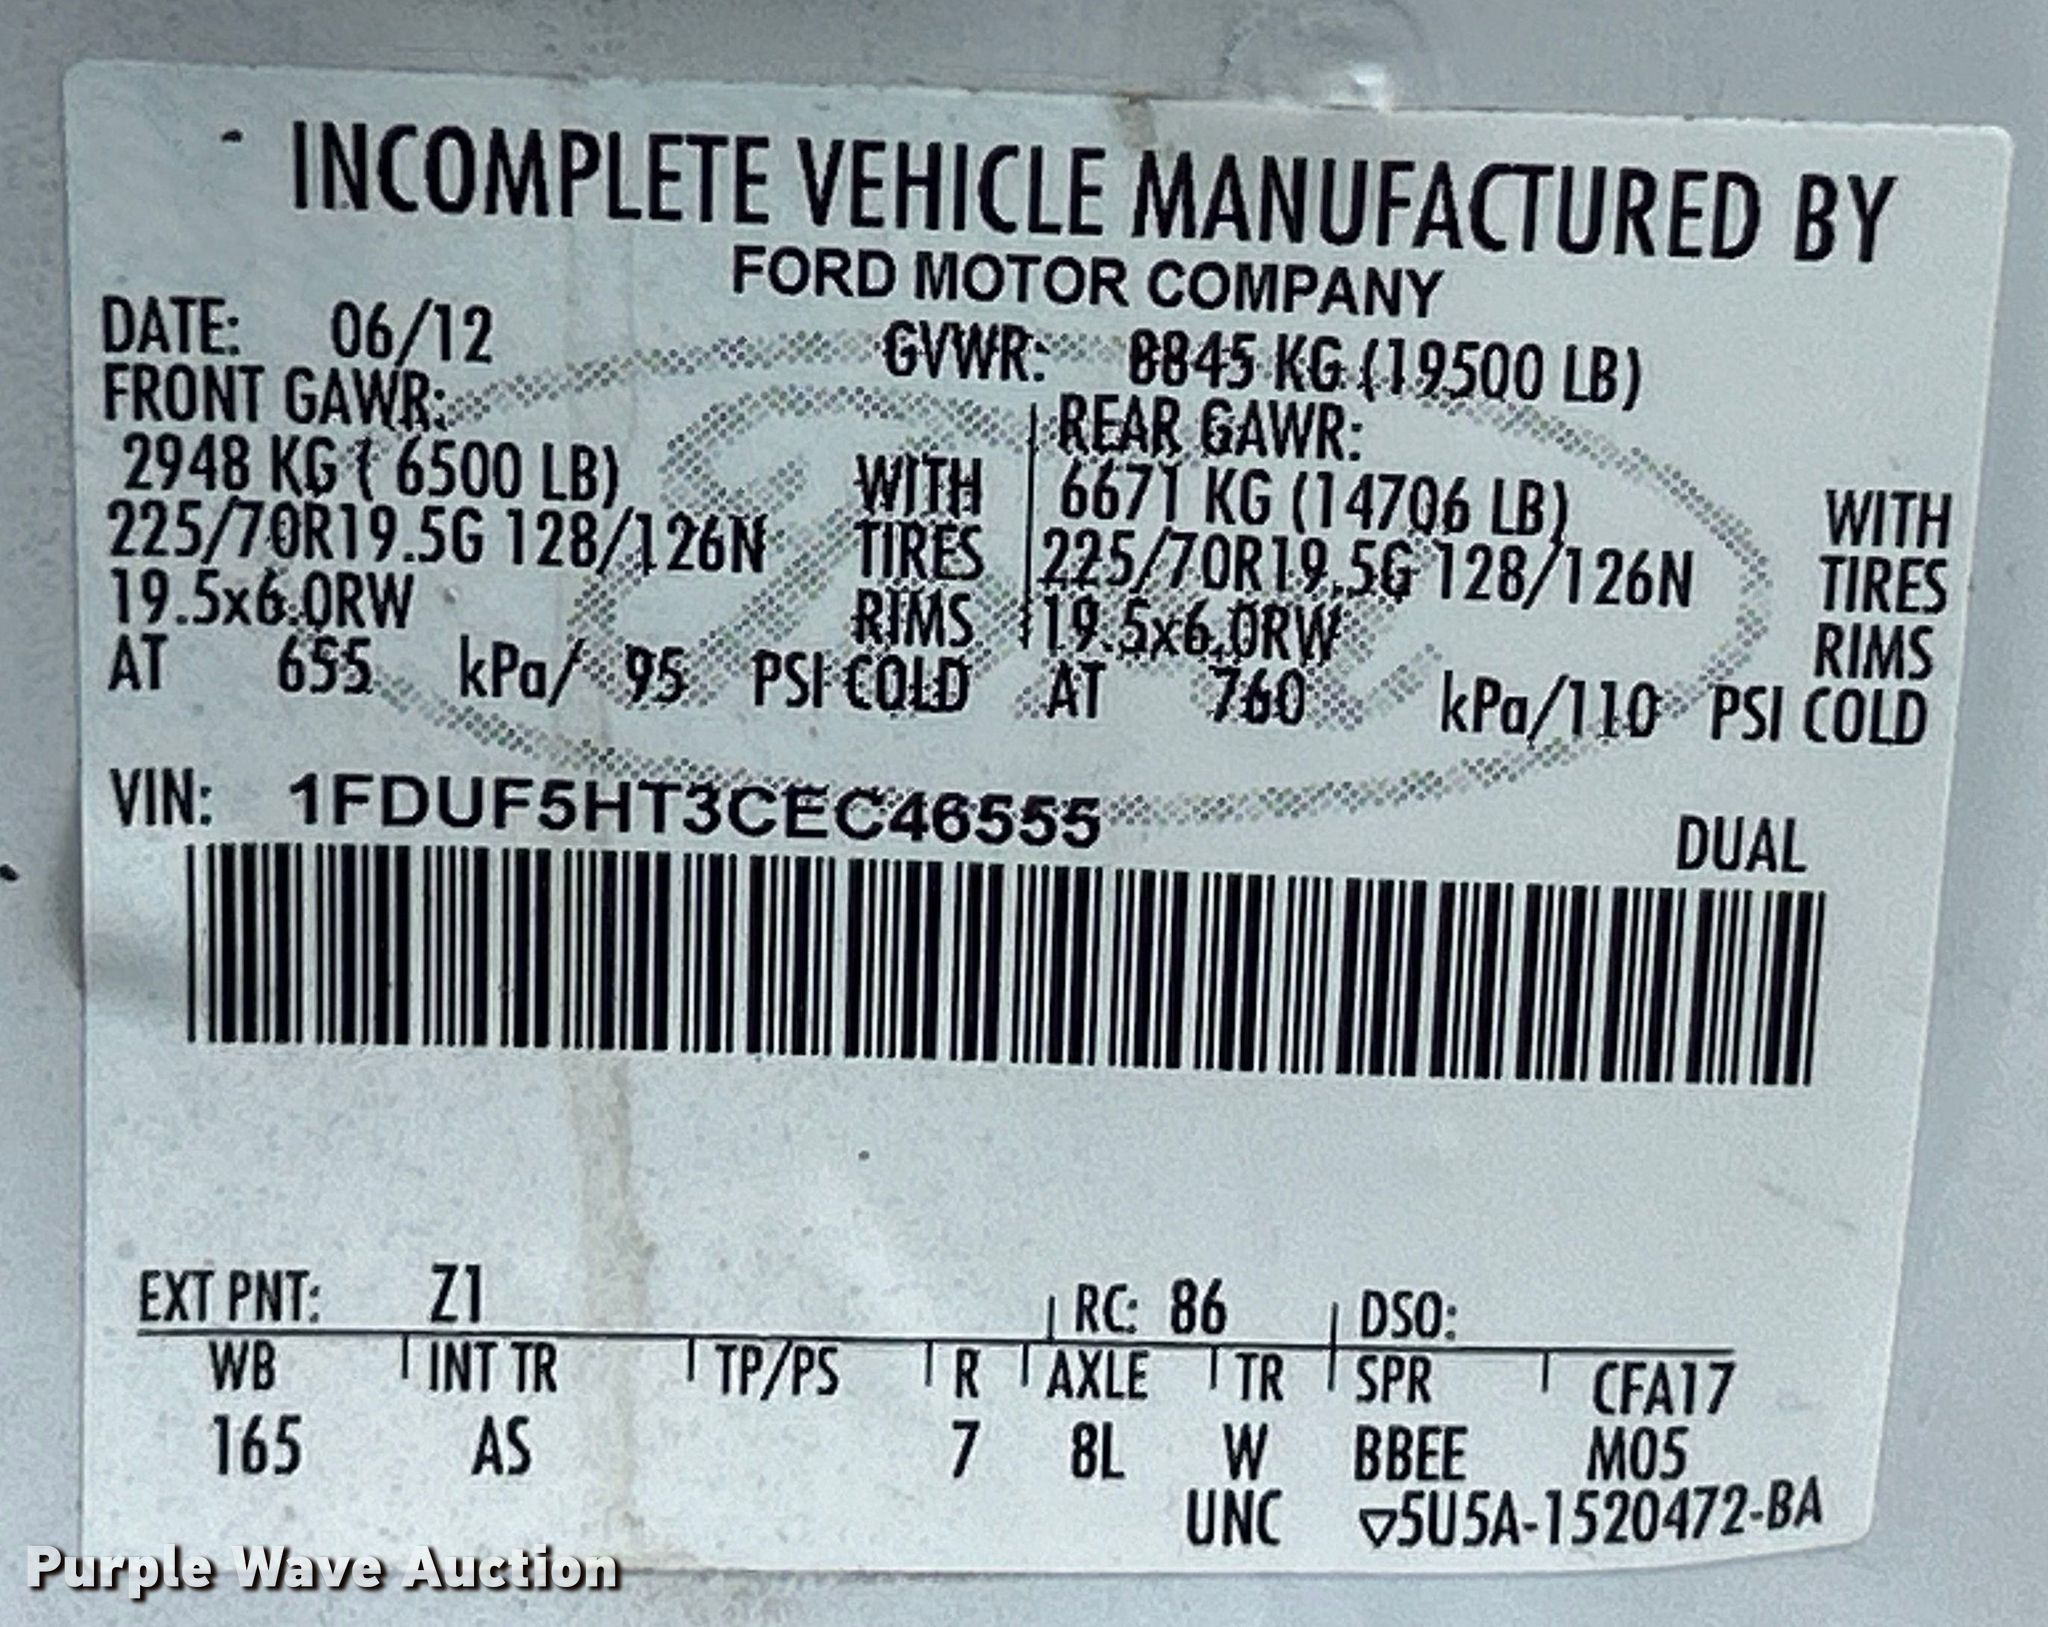 INCOMPLETE VEHICLE MANUFACTURED BY
FORD MOTOR COMPANY
DATE: 06/12 GVWR: 8845 KG (19500 LB)
FRONT GAWR: REAR GAWR:
2948 KG ( 6500 LB) WITH 6671 KG (14706 LB) WITH
225/70R19.5G 128/126N TIRES 225/70R19.5G 128/126N TIRES
19.5x6.0RW RIMS 19.5x6.0RW RIMS
AT 655 kPa/ 95 PSI COLD AT 760 kPa/110 PSI COLD
VIN: 1FDUF5HT3CEC46555
DUAL
EXT PNT: Z1 RC: 86 DSO:
WB INT TR TP/PS R AXLE TR SPR CFA17
165 AS 7 8L W BBEE M05
UNC ▽5U5A-1520472-BA
Purple Wave Auction